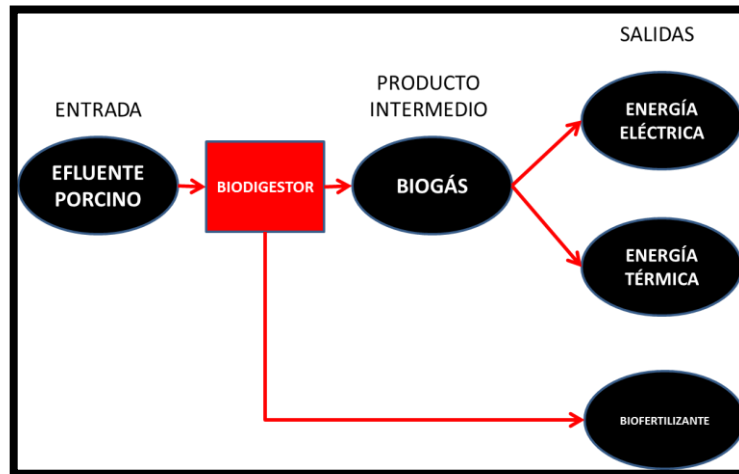 SALIDAS
PRODUCTO
INTERMEDIO
ENTRADA
ENERGÍA
ELÉCTRICA
EFLUENTE
PORCINO
BIODIGESTOR
BIOGÁS
ENERGÍA
TÉRMICA
BIOFERTILIZANTE